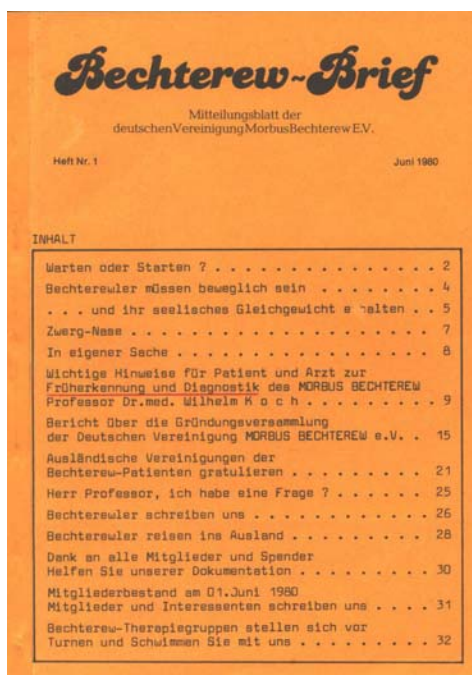 Bechterew~Brief
Mitteilungsblatt der
deutschen Vereinigung Morbus Bechterew E.V.
Heft Nr. 1 Juni 1980
INHALT
Warten oder Starten ? . . . . . . . . . . . . . . . 2
Bechterewler müssen beweglich sein . . . . . . . . 4
. . . und ihr seelisches Gleichgewicht e halten . . 5
Zwerg-Nase . . . . . . . . . . . . . . . . . . . . 7
In eigener Sache . . . . . . . . . . . . . . . . . 8
Wichtige Hinweise für Patient und Arzt zur
Früherkennung und Diagnostik des MORBUS BECHTEREW
Professor Dr.med. Wilhelm K o c h . . . . . . . . . 9
Bericht über die Gründungsversammlung
der Deutschen Vereinigung MORBUS BECHTEREW e.V. . . 15
Ausländische Vereinigungen der
Bechterew-Patienten gratulieren . . . . . . . . . . 21
Herr Professor, ich habe eine Frage ? . . . . . . . 25
Bechterewler schreiben uns . . . . . . . . . . . . 26
Bechterewler reisen ins Ausland . . . . . . . . . . 28
Dank an alle Mitglieder und Spender
Helfen Sie unserer Dokumentation . . . . . . . . . 30
Mitgliederbestand am 01.Juni 1980
Mitglieder und Interessenten schreiben uns . . . . 31
Bechterew-Therapiegruppen stellen sich vor
Turnen und Schwimmen Sie mit uns . . . . . . . . . 32